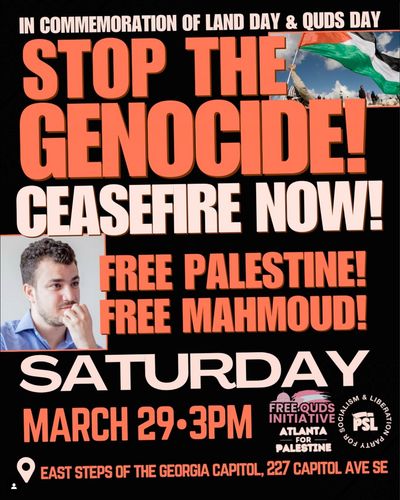 IN COMMEMORATION OF LAND DAY & QUDS DAY
STOP THE
GENOCIDE!
CEASEFIRE NOW!
FREE PALESTINE!
FREE MAHMOUD!
SATURDAY
MARCH 29•3PM
FREE QUDS
INITIATIVE
ATLANTA
FOR
PALESTINE
PARTY FOR SOCIALISM & LIBERATION
PSL
EAST STEPS OF THE GEORGIA CAPITOL, 227 CAPITOL AVE SE